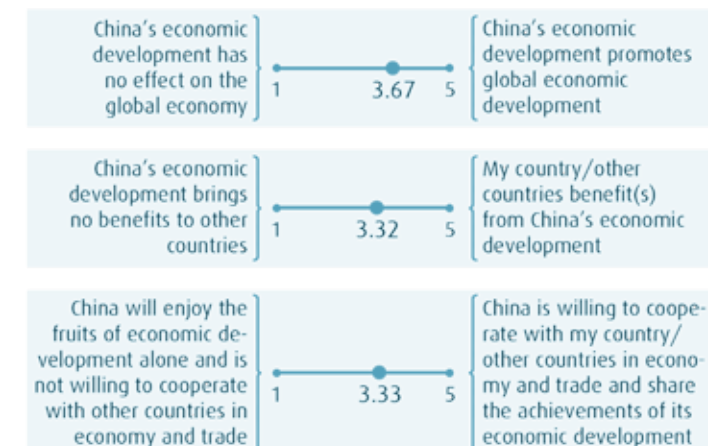 China's economic
development has
no effect on the
global economy
1
3.67
5
China's economic
development promotes
global economic
development
China's economic
development brings
no benefits to other
countries
1
3.32
5
My country/other
countries benefit(s)
from China's economic
development
China will enjoy the
fruits of economic de-
velopment alone and is
not willing to cooperate
with other countries in
economy and trade
1
3.33
5
China is willing to coope-
rate with my country/
other countries in econo-
my and trade and share
the achievements of its
economic development